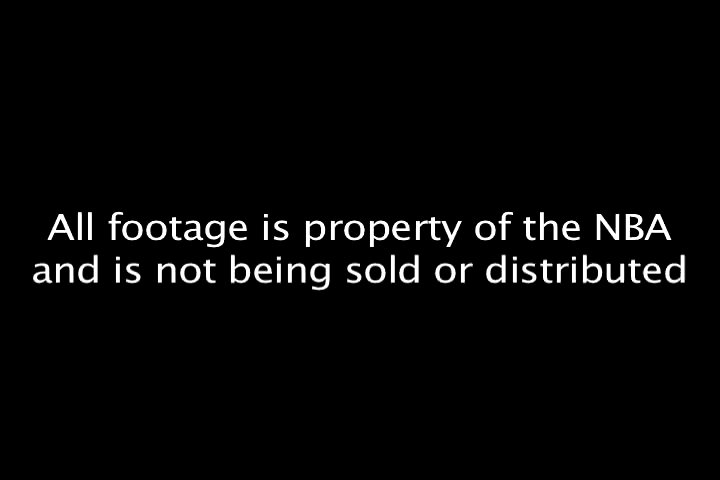 All footage is property of the NBA
and is not being sold or distributed